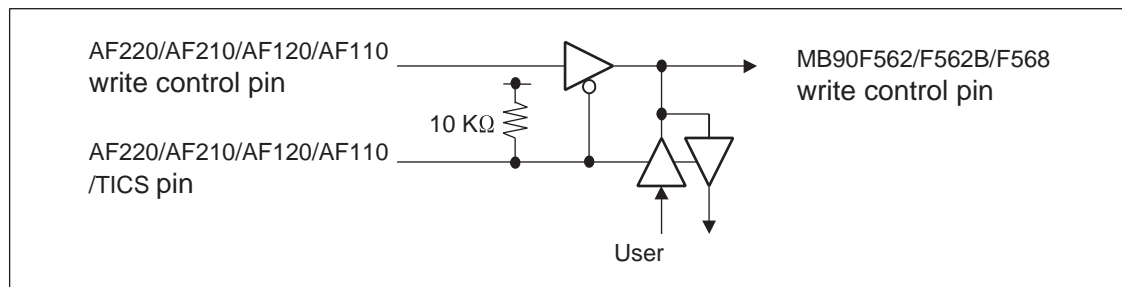 AF220/AF210/AF120/AF110
write control pin
MB90F562/F562B/F568
write control pin
10 KΩ
AF220/AF210/AF120/AF110
/TICS pin
User